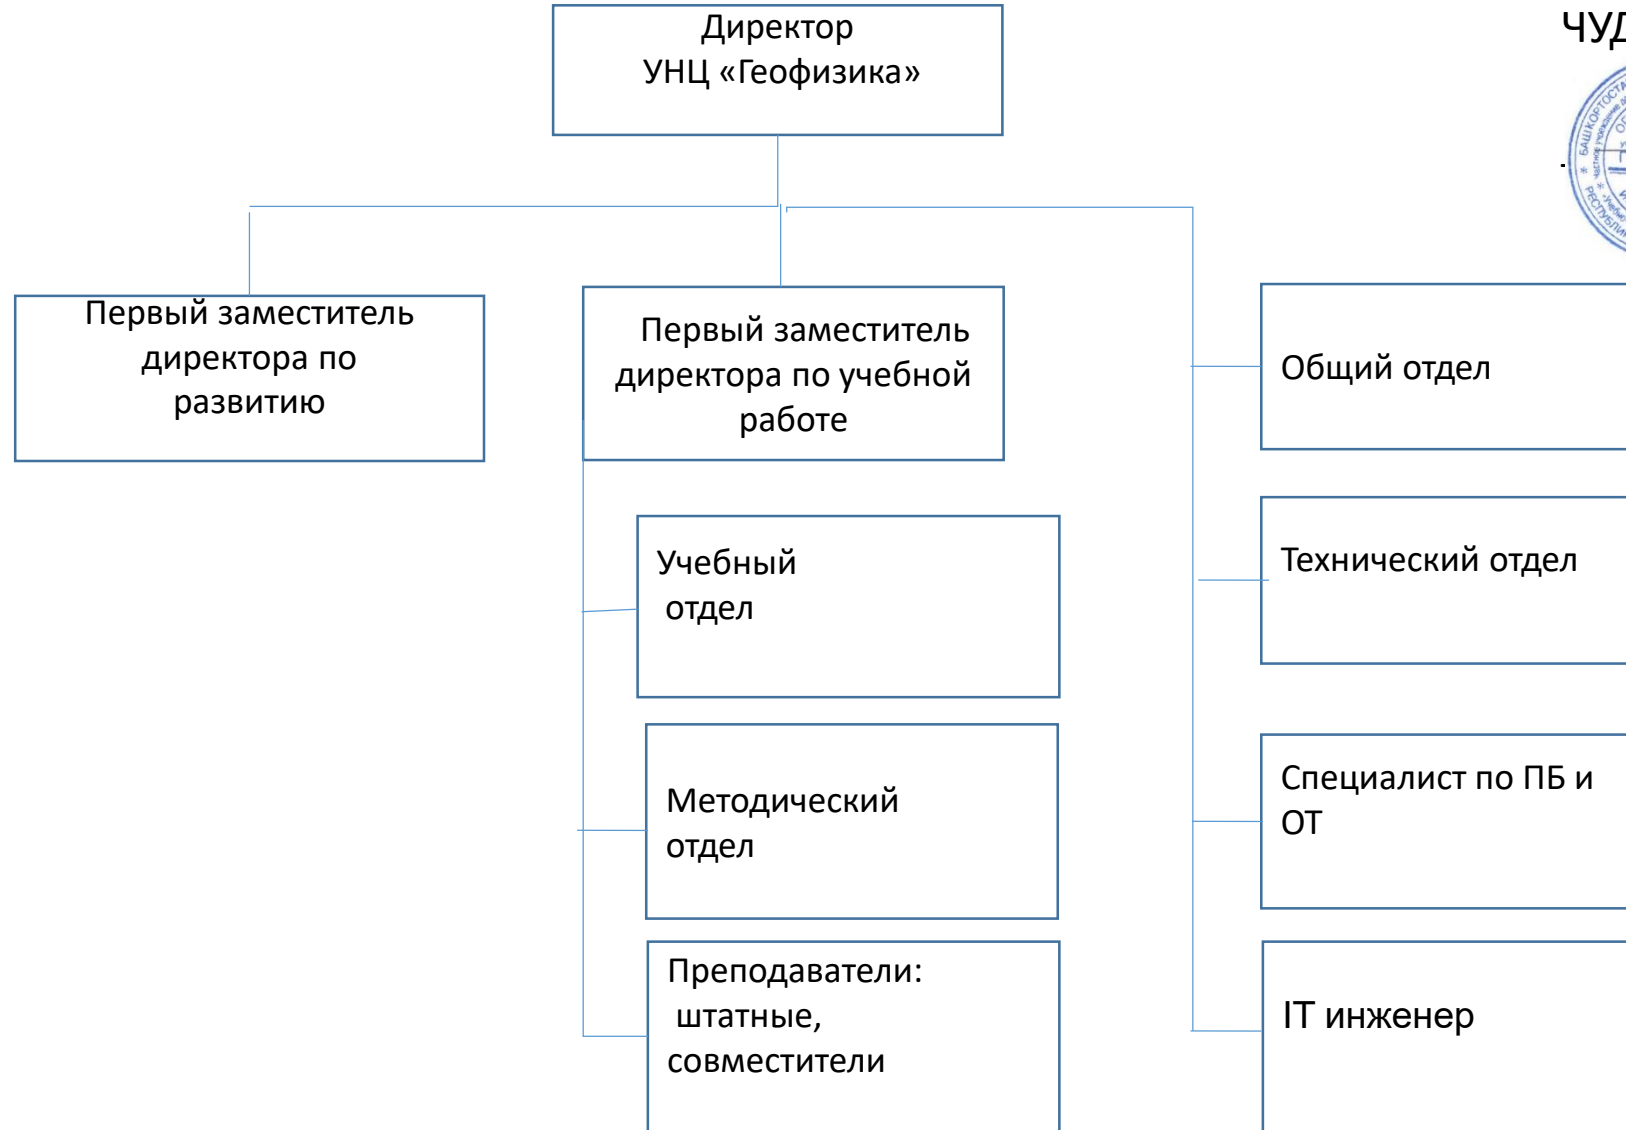 Директор
УНЦ «Геофизика»
Первый заместитель
директора по
развитию
Первый заместитель
директора по учебной
работе
Учебный
отдел
Методический
отдел
Преподаватели:
штатные,
совместители
Общий отдел
Технический отдел
Специалист по ПБ и
ОТ
IT инженер